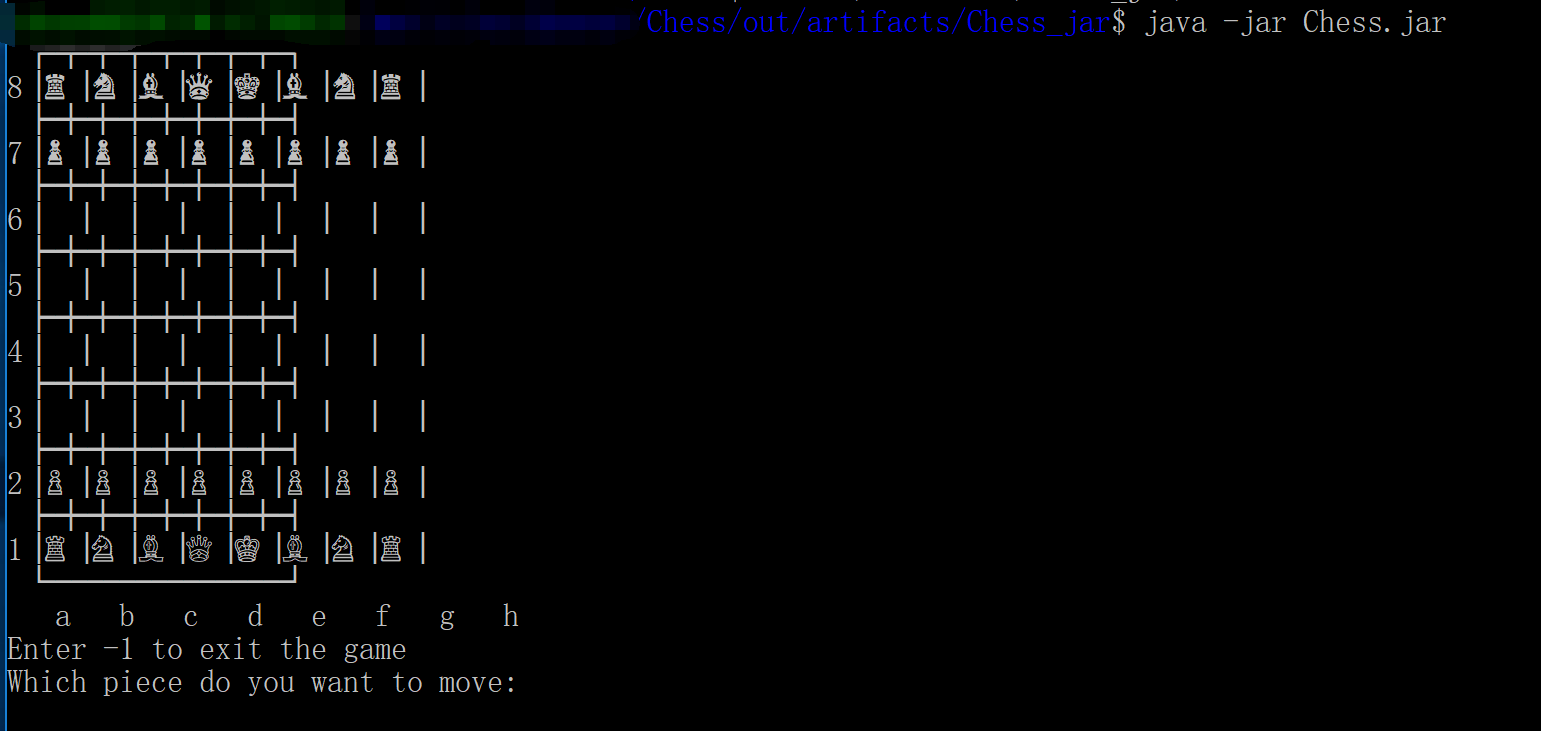 /Chess/out/artifacts/Chess_jar$ java -jar Chess.jar
8 |♜ |♞ |♝ |♛ |♚ |♝ |♞ |♜ |
7 |♟ |♟ |♟ |♟ |♟ |♟ |♟ |♟ |
6 |  |  |  |  |  |  |  |  |
5 |  |  |  |  |  |  |  |  |
4 |  |  |  |  |  |  |  |  |
3 |  |  |  |  |  |  |  |  |
2 |♙ |♙ |♙ |♙ |♙ |♙ |♙ |♙ |
1 |♖ |♘ |♗ |♕ |♔ |♗ |♘ |♖ |
a b c d e f g h
Enter -1 to exit the game
Which piece do you want to move: